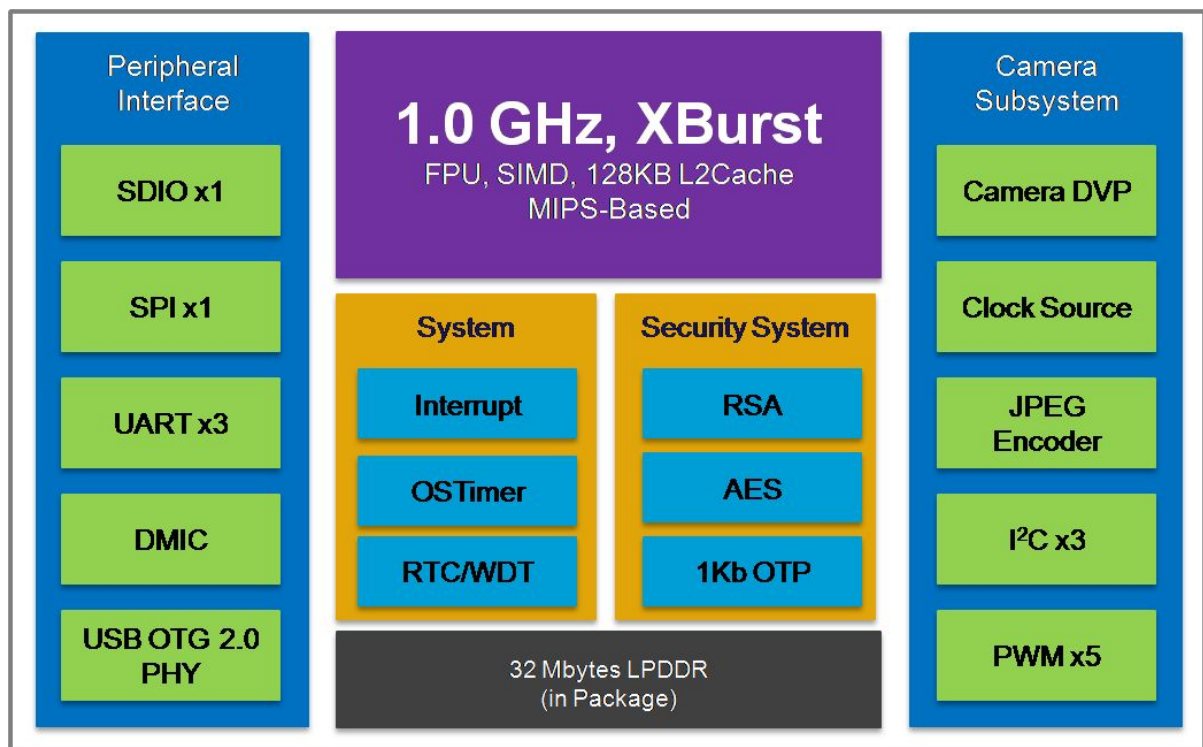 Peripheral
Interface
SDIO x1
SPI x1
UART x3
DMIC
USB OTG 2.0
PHY
1.0 GHz, XBurst
FPU, SIMD, 128KB L2Cache
MIPS-Based
System
Interrupt
OSTimer
RTC/WDT
Security System
RSA
AES
1Kb OTP
32 Mbytes LPDDR
(in Package)
Camera
Subsystem
Camera DVP
Clock Source
JPEG
Encoder
I²C x3
PWM x5